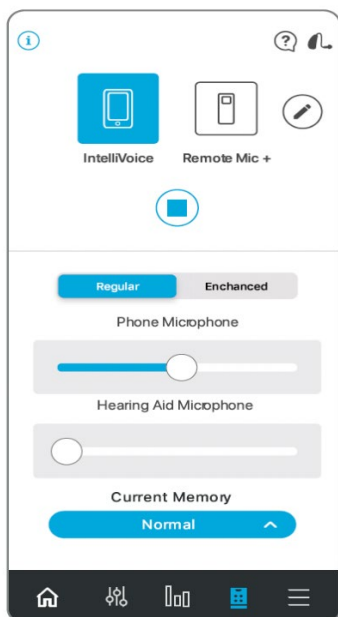 i
?
IntelliVoice Remote Mic +
Regular Enchanced
Phone Microphone
Hearing Aid Microphone
Current Memory
Normal